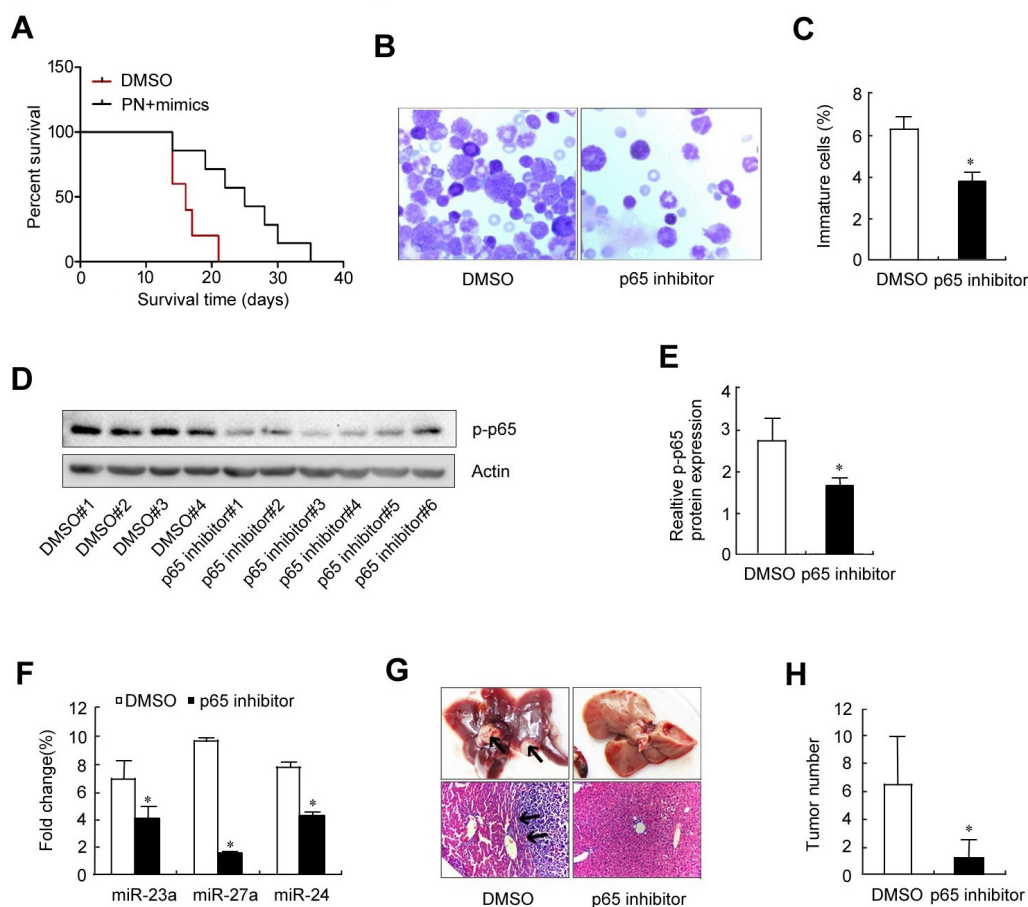 A
150
100
50
0
Percent survival
DMSO
PN+mimics
0 10 20 30 40
Survival time (days)
B
DMSO p65 inhibitor
C
8
6
4
2
0
Immature cells (%)
*
DMSO p65 inhibitor
D
p-p65
Actin
DMSO#1
DMSO#2
DMSO#3
DMSO#4
p65 inhibitor#1
p65 inhibitor#2
p65 inhibitor#3
p65 inhibitor#4
p65 inhibitor#5
p65 inhibitor#6
E
4
3
2
1
0
Realtive p-p65
protein expression
*
DMSO p65 inhibitor
F
DMSO p65 inhibitor
12
10
8
6
4
2
0
Fold change(%)
* * *
miR-23a miR-27a miR-24
G
DMSO p65 inhibitor
H
12
10
8
6
4
2
0
Tumor number
*
DMSO p65 inhibitor